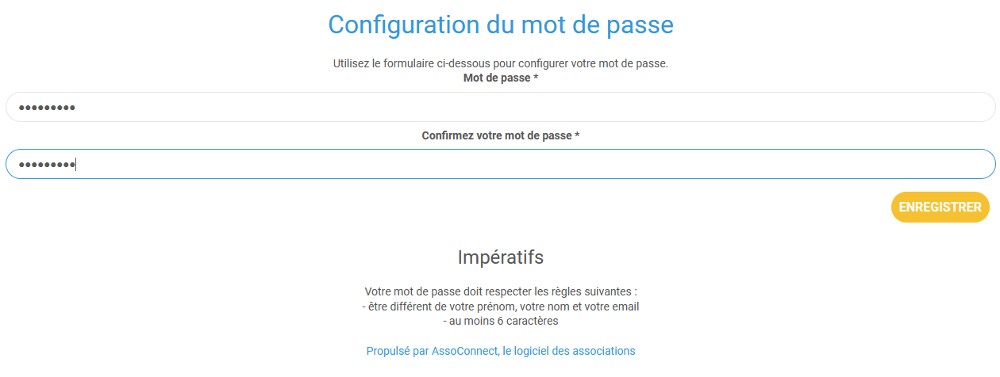 Configuration du mot de passe
Utilisez le formulaire ci-dessous pour configurer votre mot de passe.
Mot de passe *
•••••••••
Confirmez votre mot de passe *
•••••••••
ENREGISTRER
Impératifs
Votre mot de passe doit respecter les règles suivantes :
- être différent de votre prénom, votre nom et votre email
- au moins 6 caractères
Propulsé par AssoConnect, le logiciel des associations